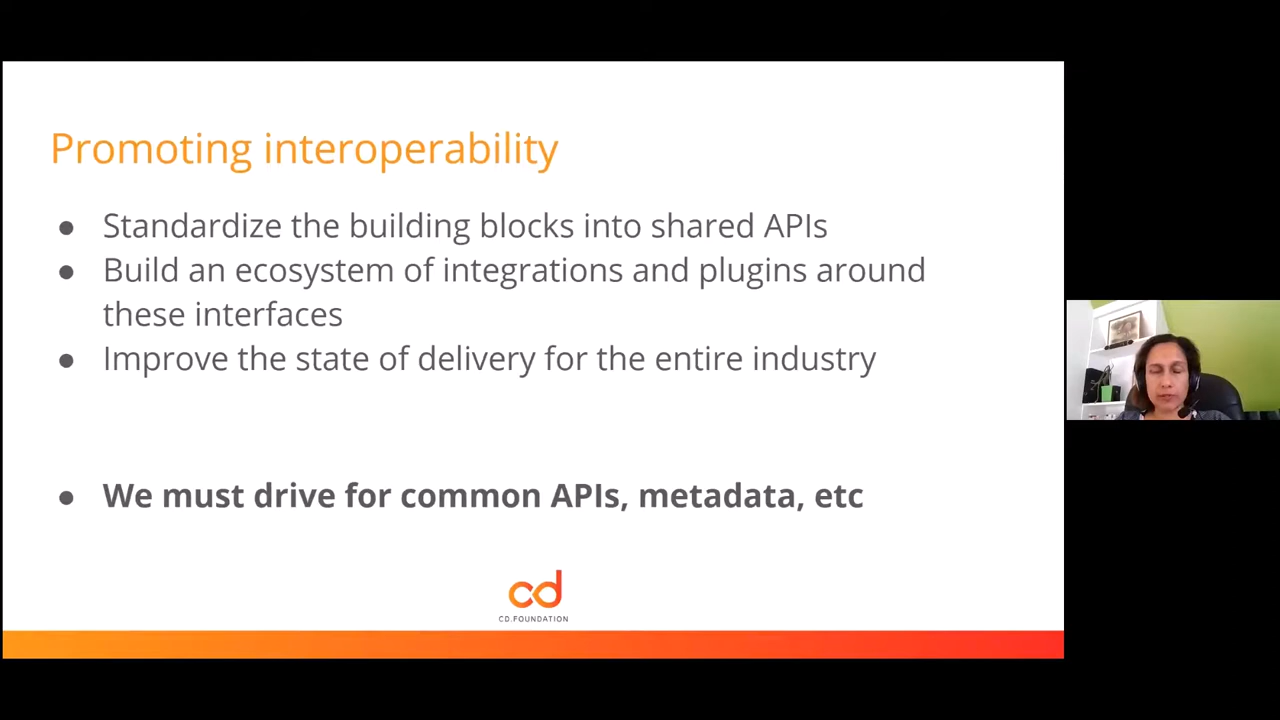 Promoting interoperability
● Standardize the building blocks into shared APIs
● Build an ecosystem of integrations and plugins around
these interfaces
● Improve the state of delivery for the entire industry
● We must drive for common APIs, metadata, etc
cd
CD.FOUNDATION